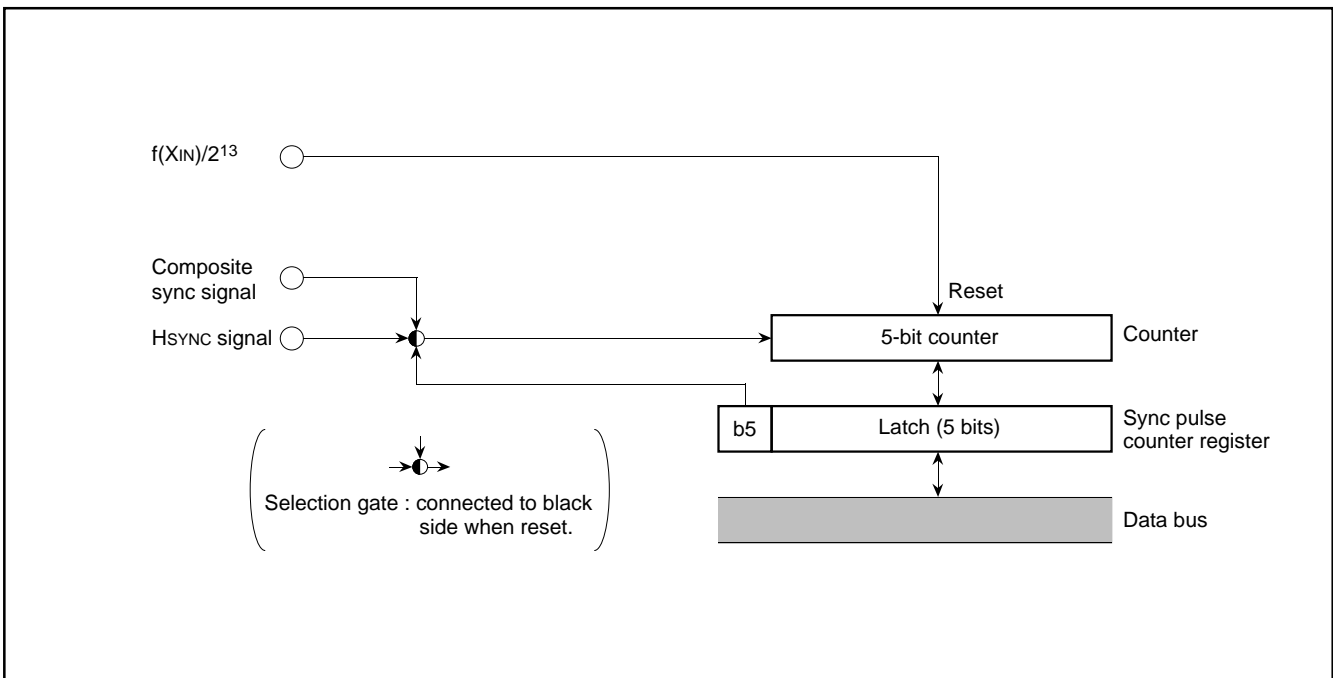 f(XIN)/2¹³
Composite
sync signal
HSYNC signal
Reset
5-bit counter
Counter
b5
Latch (5 bits)
Sync pulse
counter register
Selection gate : connected to black
side when reset.
Data bus